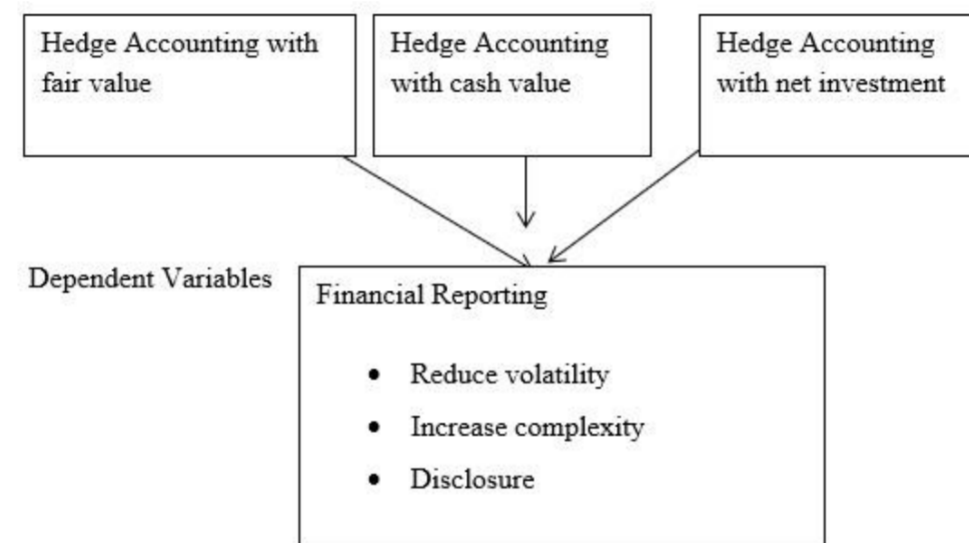 Hedge Accounting with
fair value
Hedge Accounting
with cash value
Hedge Accounting
with net investment
Dependent Variables
Financial Reporting
• Reduce volatility
• Increase complexity
• Disclosure